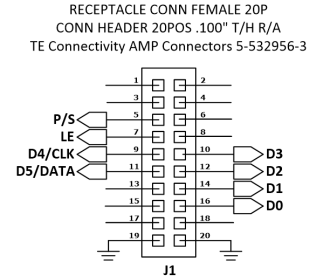 RECEPTACLE CONN FEMALE 20P
CONN HEADER 20POS .100" T/H R/A
TE Connectivity AMP Connectors 5-532956-3
1 2
3 4
P/S 5 6
LE 7 8
D4/CLK 9 10 D3
D5/DATA 11 12 D2
13 14 D1
15 16 D0
17 18
19 20
J1